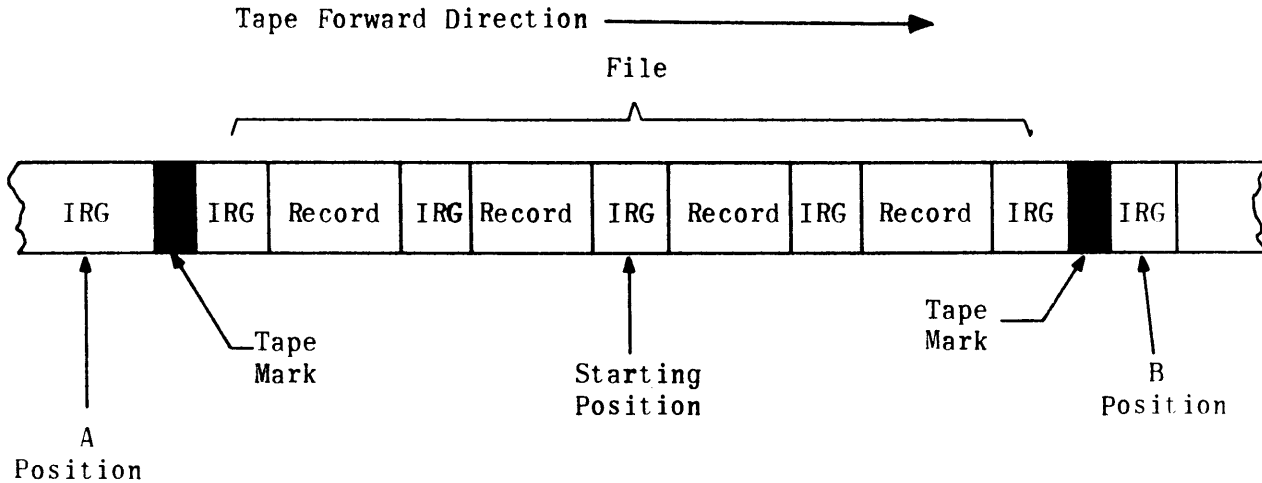 Tape Forward Direction
File
IRG IRG Record IRG Record IRG Record IRG Record IRG IRG
Tape
Mark
Starting
Position
Tape
Mark
B
Position
A
Position